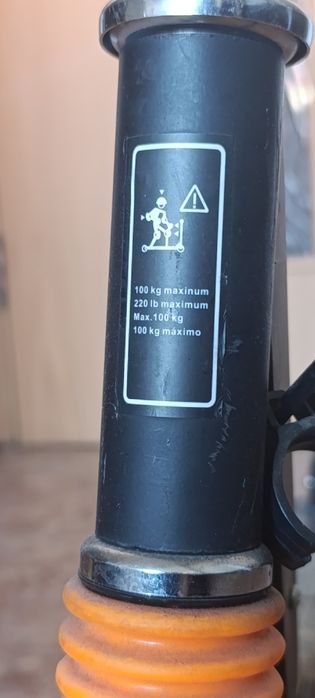 100 kg maxinum
220 lb maximum
Max.100 kg
100 kg máximo